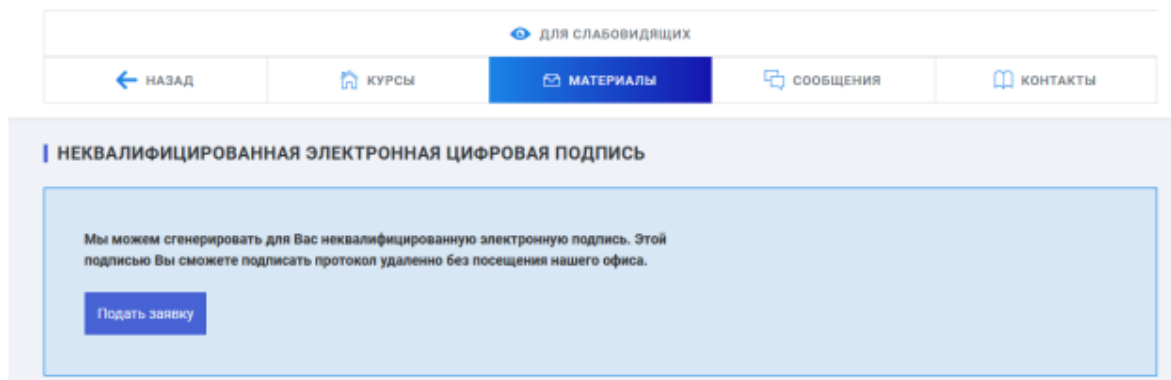 ДЛЯ СЛАБОВИДЯЩИХ
НАЗАД
КУРСЫ
МАТЕРИАЛЫ
СООБЩЕНИЯ
КОНТАКТЫ
НЕКВАЛИФИЦИРОВАННАЯ ЭЛЕКТРОННАЯ ЦИФРОВАЯ ПОДПИСЬ
Мы можем сгенерировать для Вас неквалифицированную электронную подпись. Этой
подписью Вы сможете подписать протокол удаленно без посещения нашего офиса.
Подать заявку